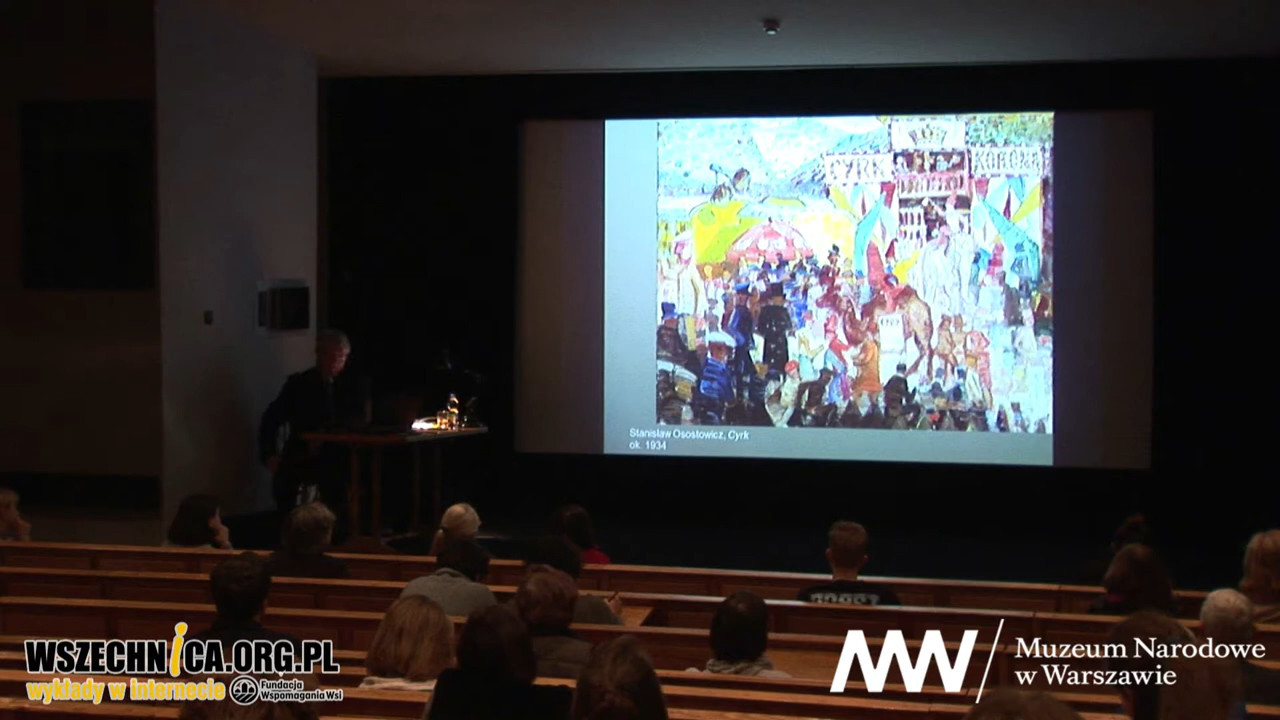 CYRK
KORONA
Stanisław Osostowicz, Cyrk
ok. 1934
WSZECHNiCA.ORG.PL
wykłady w internecie
Fundacja
Wspomagania Wsi
Muzeum Narodowe
w Warszawie